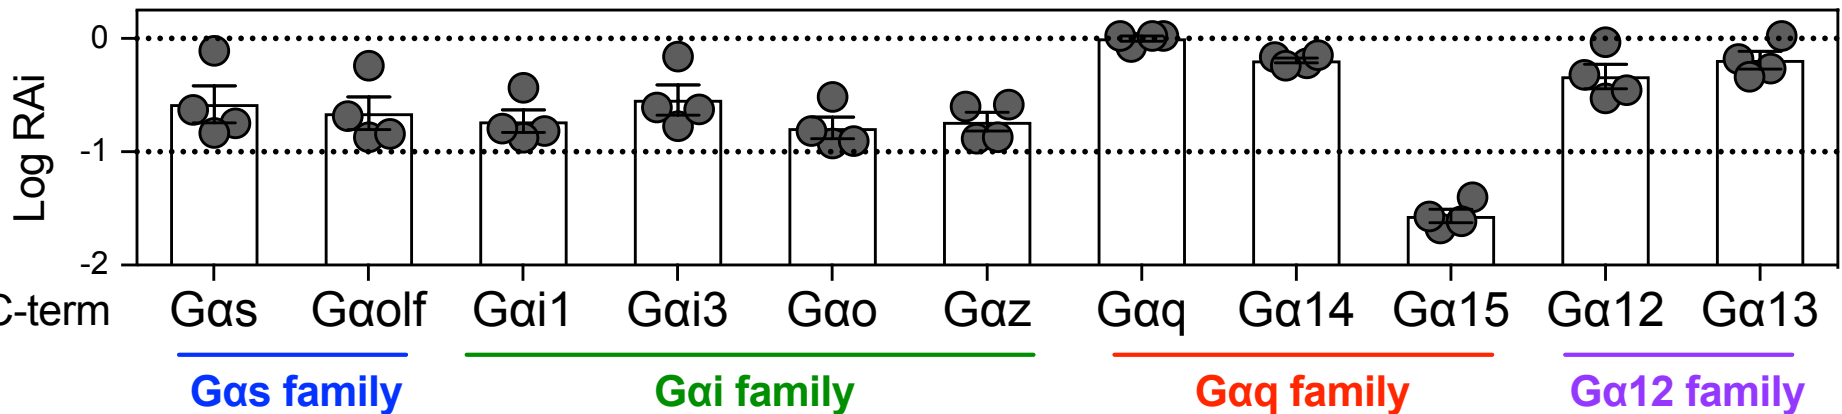 Log RAi
0
-1
-2
C-term Gαs Gαolf Gαi1 Gαi3 Gαo Gαz Gαq Gα14 Gα15 Gα12 Gα13
Gαs family Gαi family Gαq family Gα12 family